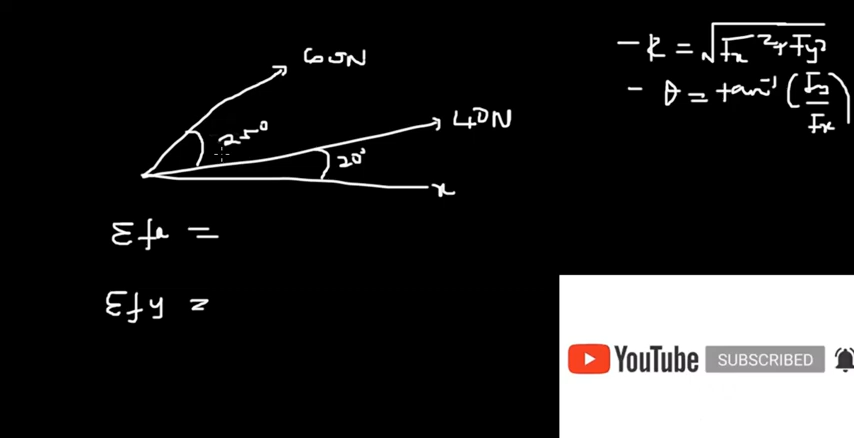 60N
40N
25°
20°
x
- R = √Fx² + Fy²
- θ = tan⁻¹ (Fy/Fx)
Σfx =
Σfy =
YouTube SUBSCRIBED